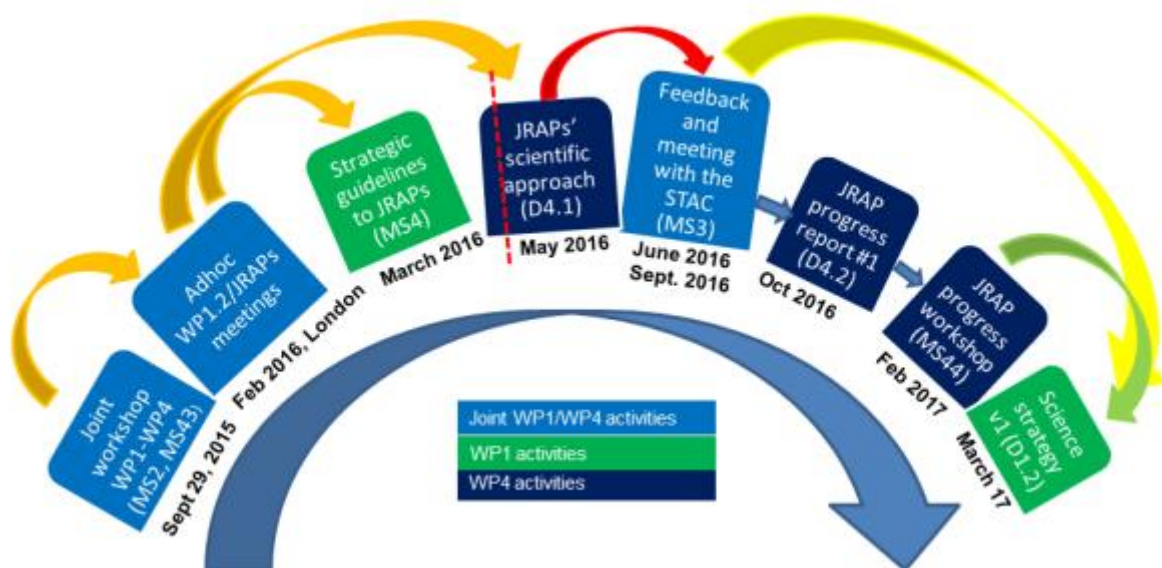 Joint
workshop
WP1-WP4
(MS2, MS43)
Sept 29, 2015
Adhoc
WP1.2/JRAPs
meetings
Feb 2016, London
Strategic
guidelines
to JRAPs
(MS4)
March 2016
JRAPs'
scientific
approach
(D4.1)
May 2016
Feedback
and
meeting
with the
STAC
(MS3)
June 2016
Sept. 2016
JRAP
progress
report #1
(D4.2)
Oct 2016
JRAP
progress
workshop
(MS44)
Feb 2017
Science
strategy
v1 (D1.2)
March 17
Joint WP1/WP4 activities
WP1 activities
WP4 activities